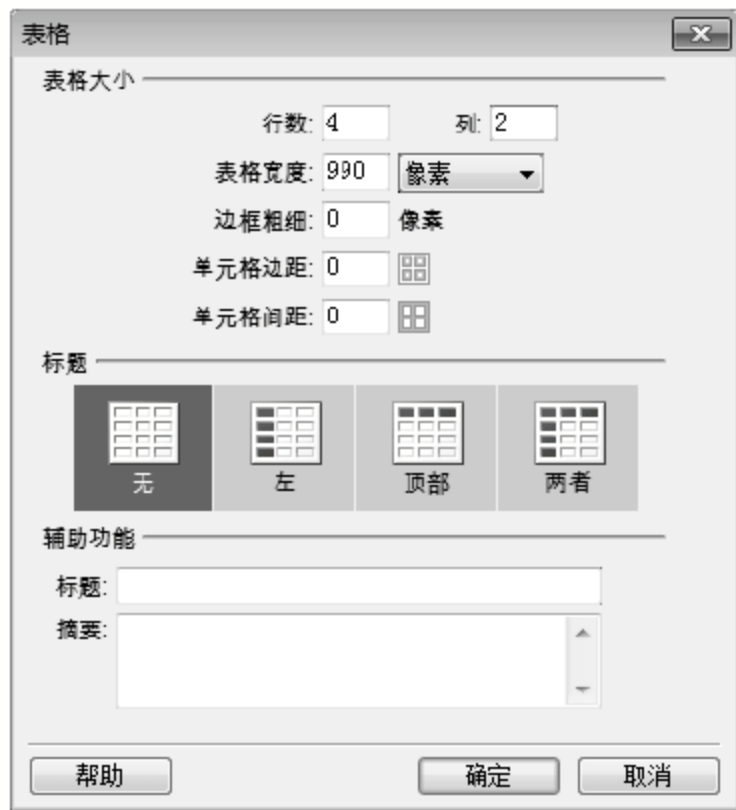 表格
表格大小
行数: 4 列: 2
表格宽度: 990 像素
边框粗细: 0 像素
单元格边距: 0
单元格间距: 0
标题
无 左 顶部 两者
辅助功能
标题:
摘要:
帮助 确定 取消